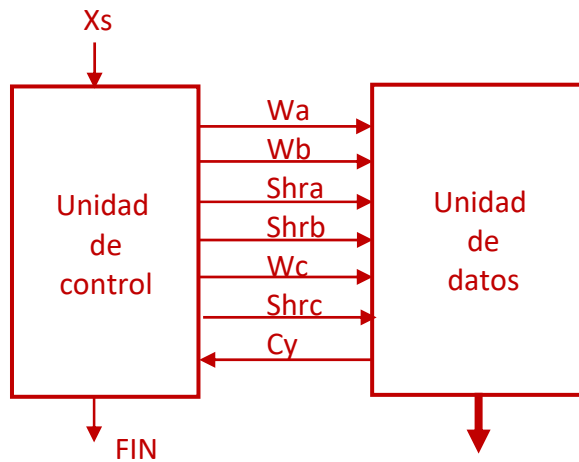 Xs
Unidad
de
control
Wa
Wb
Shra
Shrb
Wc
Shrc
Cy
Unidad
de
datos
FIN